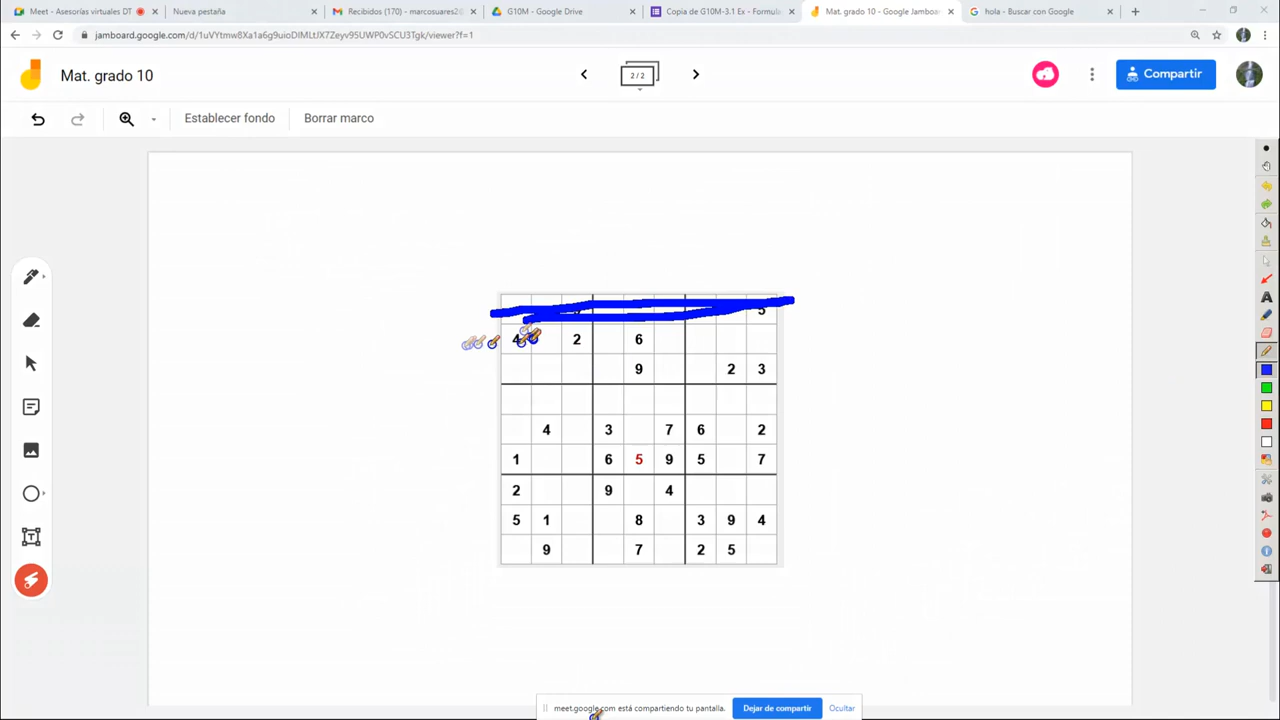 Meet - Asesorías virtuales DT
Nueva pestaña
Recibidos (170) - marcosuares26
G10M - Google Drive
Copia de G10M-3.1 Ex - Formula
Mat. grado 10 - Google Jamboa
hola - Buscar con Google
jamboard.google.com/d/1uVYtmw8Xa1a6g9uioDIMLtJX7Zeyv95UWP0vSCU3Tgk/viewer?f=1
Mat. grado 10
2 / 2
Compartir
Establecer fondo
Borrar marco
5
4 2 6
9 2 3
4 3 7 6 2
1 6 5 9 5 7
2 9 4
5 1 8 3 9 4
9 7 2 5
meet.google.com está compartiendo tu pantalla.
Dejar de compartir
Ocultar